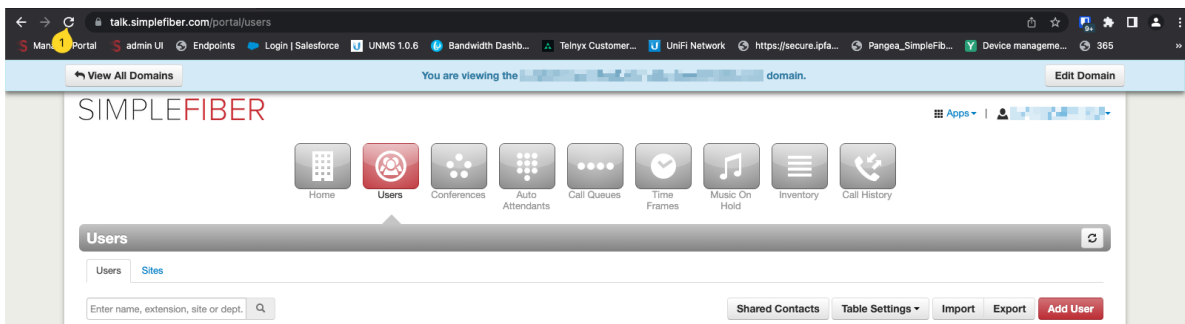 talk.simplefiber.com/portal/users
1
Portal admin UI Endpoints Login | Salesforce UNMS 1.0.6 Bandwidth Dashb... Telnyx Customer... UniFi Network https://secure.ipfa... Pangea_SimpleFib... Device manageme... 365 »
View All Domains You are viewing the domain. Edit Domain
SIMPLEFIBER
Apps |
Home Users Conferences Auto Attendants Call Queues Time Frames Music On Hold Inventory Call History
Users
Users Sites
Enter name, extension, site or dept. Shared Contacts Table Settings Import Export Add User